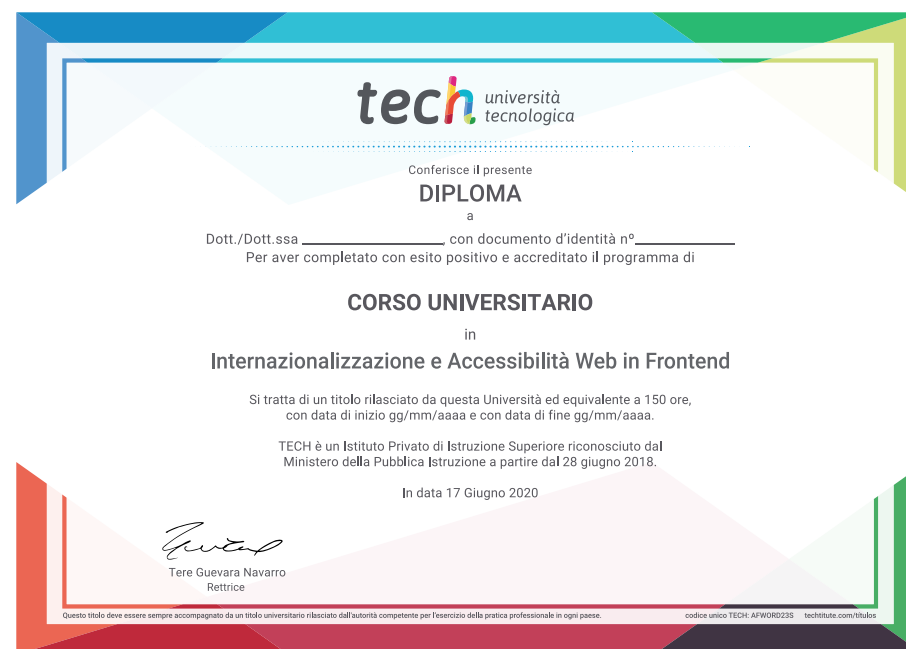 tech università
tecnologica
Conferisce il presente
DIPLOMA
a
Dott./Dott.ssa ____________________, con documento d'identità nº______________
Per aver completato con esito positivo e accreditato il programma di
CORSO UNIVERSITARIO
in
Internazionalizzazione e Accessibilità Web in Frontend
Si tratta di un titolo rilasciato da questa Università ed equivalente a 150 ore,
con data di inizio gg/mm/aaaa e con data di fine gg/mm/aaaa.
TECH è un Istituto Privato di Istruzione Superiore riconosciuto dal
Ministero della Pubblica Istruzione a partire dal 28 giugno 2018.
In data 17 Giugno 2020
Tere Guevara Navarro
Rettrice
Questo titolo deve essere sempre accompagnato da un titolo universitario rilasciato dall'autorità competente per l'esercizio della pratica professionale in ogni paese. codice unico TECH: AFWORD23S techtitute.com/titulos